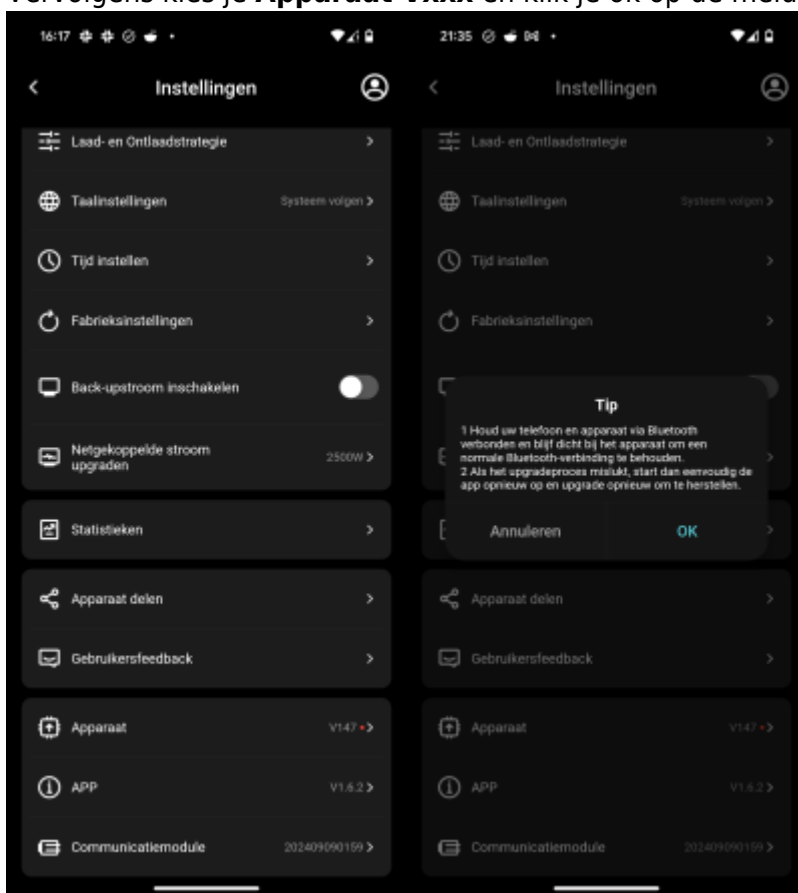 Vervolgens kies je Apparaat Vxxx en klik je ok op de
16:17
Instellingen
Laad- en Ontlaadstrategie
Taalinstellingen Systeem volgen
Tijd instellen
Fabrieksinstellingen
Back-upstroom inschakelen
Netgekoppelde stroom
upgraden 2500W
Statistieken
Apparaat delen
Gebruikersfeedback
Apparaat V147
APP V1.6.2
Communicatiemodule 202409090159
21:35
Instellingen
Laad- en Ontlaadstrategie
Taalinstellingen Systeem volgen
Tijd instellen
Fabrieksinstellingen
Tip
1 Houd uw telefoon en apparaat via Bluetooth
verbonden en blijf dicht bij het apparaat om een
normale Bluetooth-verbinding te behouden.
2 Als het upgradeproces mislukt, start dan eenvoudig de
app opnieuw op en upgrade opnieuw om te herstellen.
Annuleren OK
Apparaat delen
Gebruikersfeedback
Apparaat V147
APP V1.6.2
Communicatiemodule 202409090159